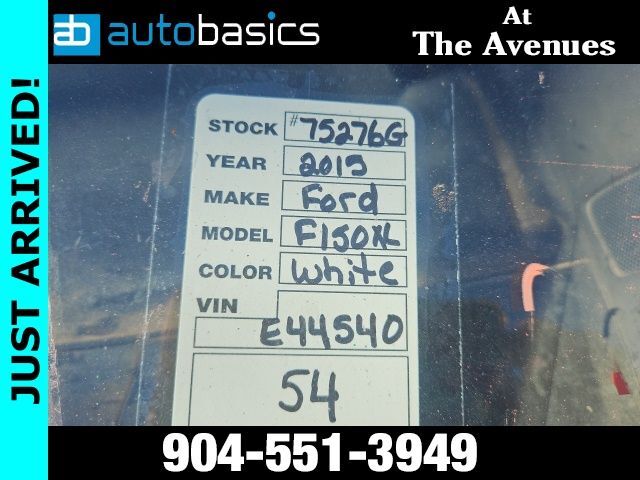 ab autobasics
At
The Avenues
JUST ARRIVED!
STOCK #75276G
YEAR 2015
MAKE Ford
MODEL F150XL
COLOR White
VIN
E44540
54
904-551-3949